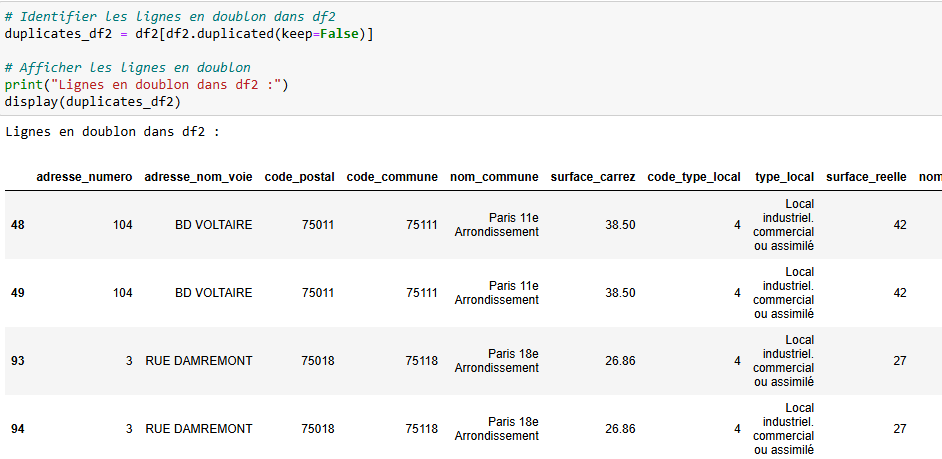 # Identifier les lignes en doublon dans df2
duplicates_df2 = df2[df2.duplicated(keep=False)]
# Afficher les lignes en doublon
print("Lignes en doublon dans df2 :")
display(duplicates_df2)
Lignes en doublon dans df2 :
adresse_numero adresse_nom_voie code_postal code_commune nom_commune surface_carrez code_type_local type_local surface_reelle nom
48 104 BD VOLTAIRE 75011 75111 Paris 11e Arrondissement 38.50 4 Local industriel. commercial ou assimilé 42
49 104 BD VOLTAIRE 75011 75111 Paris 11e Arrondissement 38.50 4 Local industriel. commercial ou assimilé 42
93 3 RUE DAMREMONT 75018 75118 Paris 18e Arrondissement 26.86 4 Local industriel. commercial ou assimilé 27
94 3 RUE DAMREMONT 75018 75118 Paris 18e Arrondissement 26.86 4 Local industriel. commercial ou assimilé 27